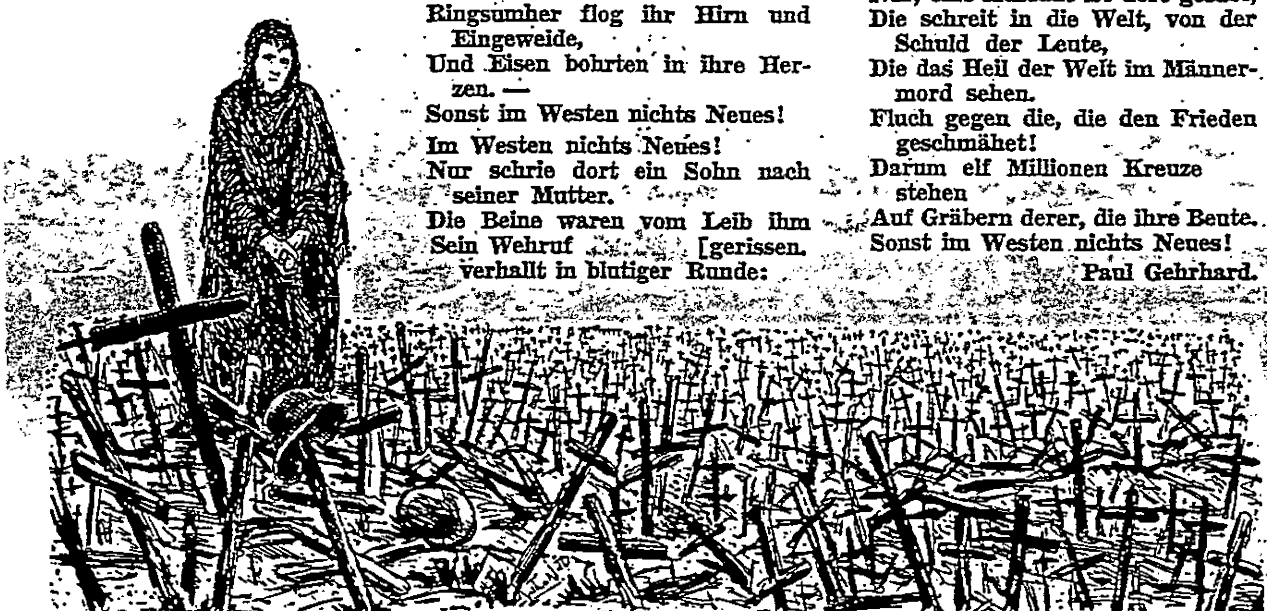 Ringsumher flog ihr Hirn und
Eingeweide,
Und Eisen bohrten in ihre Her-
zen. —
Sonst im Westen nichts Neues!
Im Westen nichts Neues!
Nur schrie dort ein Sohn nach
seiner Mutter.
Die Beine waren vom Leib ihm
Sein Wehruf [gerissen.
verhallt in blutiger Runde:
Die schreit in die Welt, von der
Schuld der Leute,
Die das Heil der Welt im Männer-
mord sehen.
Fluch gegen die, die den Frieden
geschmähet!
Darum elf Millionen Kreuze
stehen
Auf Gräbern derer, die ihre Beute.
Sonst im Westen nichts Neues!
Paul Gehrhard.